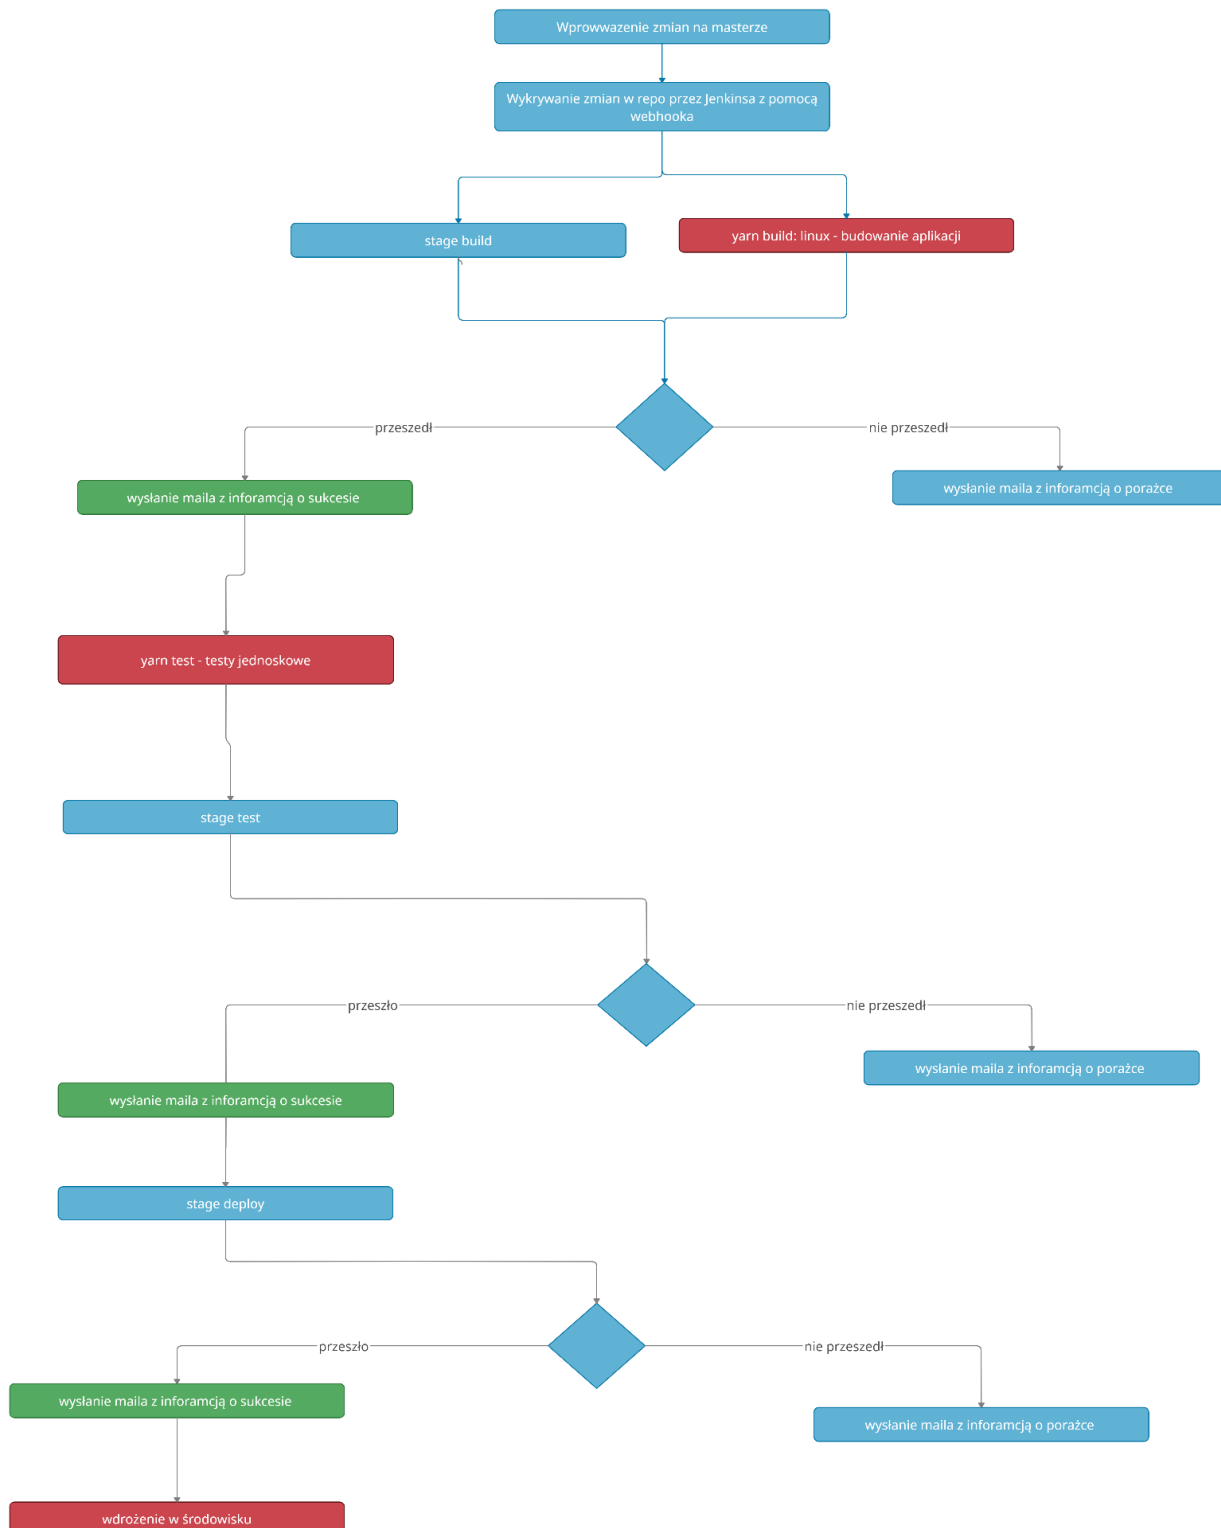 Wprowwazenie zmian na masterze
Wykrywanie zmian w repo przez Jenkinsa z pomocą
webhooka
stage build
yarn build: linux - budowanie aplikacji
przeszedł
nie przeszedł
wysłanie maila z inforamcją o sukcesie
wysłanie maila z inforamcją o porażce
yarn test - testy jednoskowe
stage test
przeszło
nie przeszedł
wysłanie maila z inforamcją o porażce
wysłanie maila z inforamcją o sukcesie
stage deploy
przeszło
nie przeszedł
wysłanie maila z inforamcją o sukcesie
wysłanie maila z inforamcją o porażce
wdrożenie w środowisku